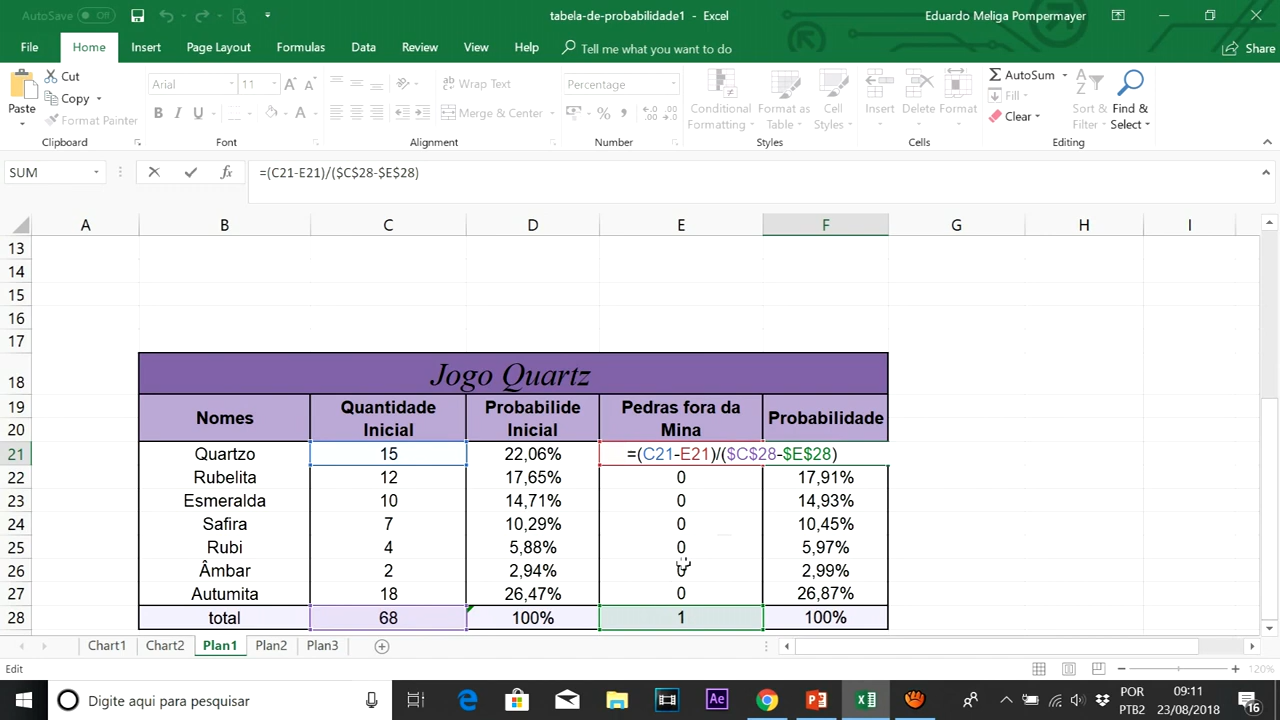 AutoSave Off
tabela-de-probabilidade1 - Excel
Eduardo Meliga Pompermayer
File Home Insert Page Layout Formulas Data Review View Help Tell me what you want to do Share
Paste
Cut
Copy
Format Painter
Clipboard
Arial 11
B I U
Font
Wrap Text
Merge & Center
Alignment
Percentage
Number
Conditional Formatting
Format as Table
Cell Styles
Styles
Insert Delete Format
Cells
AutoSum
Fill
Clear
Sort & Filter
Find & Select
Editing
SUM fx =(C21-E21)/($C$28-$E$28)
A B C D E F G H I
13
14
15
16
17
18 Jogo Quartz
19
20
Nomes
Quantidade Inicial
Probabilide Inicial
Pedras fora da Mina
Probabilidade
21 Quartzo 15 22,06% =(C21-E21)/($C$28-$E$28)
22 Rubelita 12 17,65% 0 17,91%
23 Esmeralda 10 14,71% 0 14,93%
24 Safira 7 10,29% 0 10,45%
25 Rubi 4 5,88% 0 5,97%
26 Âmbar 2 2,94% 2,99%
27 Autumita 18 26,47% 0 26,87%
28 total 68 100% 1 100%
Chart1 Chart2 Plan1 Plan2 Plan3
Edit 120%
Digite aqui para pesquisar
Ae
POR
PTB2
09:11
23/08/2018
16